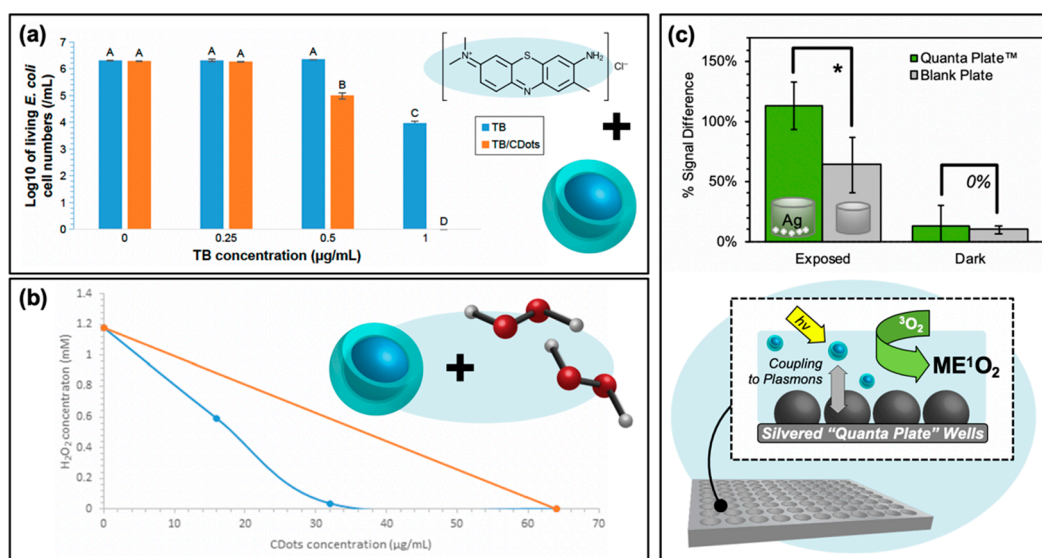 (a)
Log10 of living E. coli
cell numbers (/mL)
7
6
5
4
3
2
1
0
A
A
A
A
A
B
C
D
0
0.25
0.5
1
TB concentration (µg/mL)
TB
TB/CDots
N⁺
S
N
NH₂
Cl⁻
+
(b)
H₂O₂ concentraton (mM)
1.4
1.2
1
0.8
0.6
0.4
0.2
0
0
10
20
30
40
50
60
70
CDots concentration (µg/mL)
+
(c)
% Signal Difference
150%
100%
50%
0%
Quanta Plate™
Blank Plate
*
0%
Ag
Exposed
Dark
hv
³O₂
Coupling
to Plasmons
ME¹O₂
Silvered “Quanta Plate” Wells